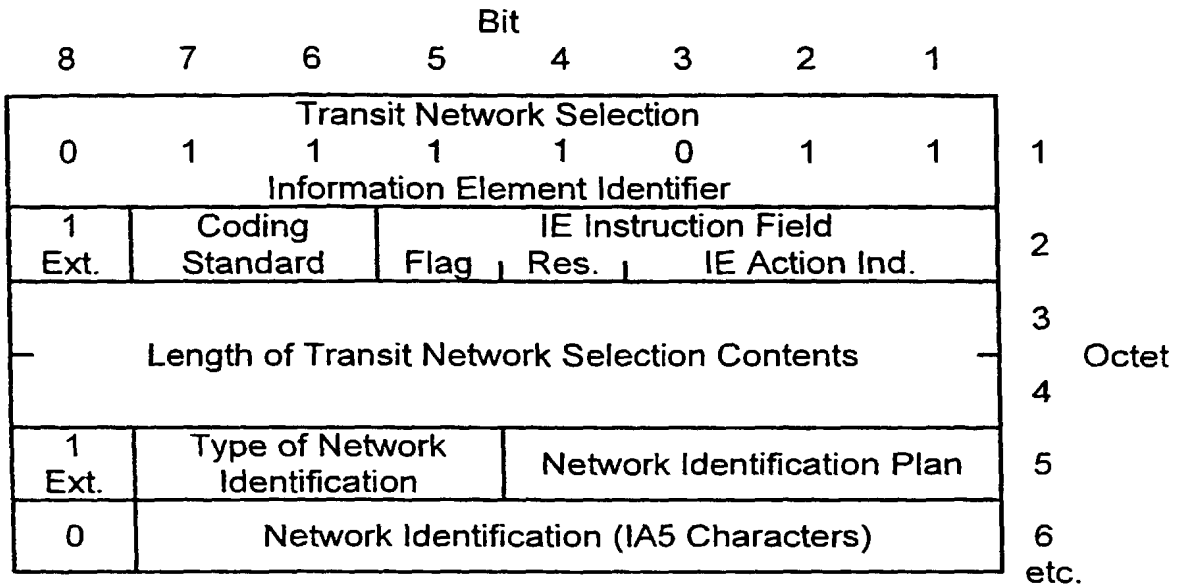 Bit
8 7 6 5 4 3 2 1
Transit Network Selection
0 1 1 1 1 0 1 1 1
Information Element Identifier
1 Coding IE Instruction Field
Ext. Standard Flag Res. IE Action Ind. 2
3
Length of Transit Network Selection Contents Octet
4
1 Type of Network
Ext. Identification Network Identification Plan 5
0 Network Identification (IA5 Characters) 6
etc.